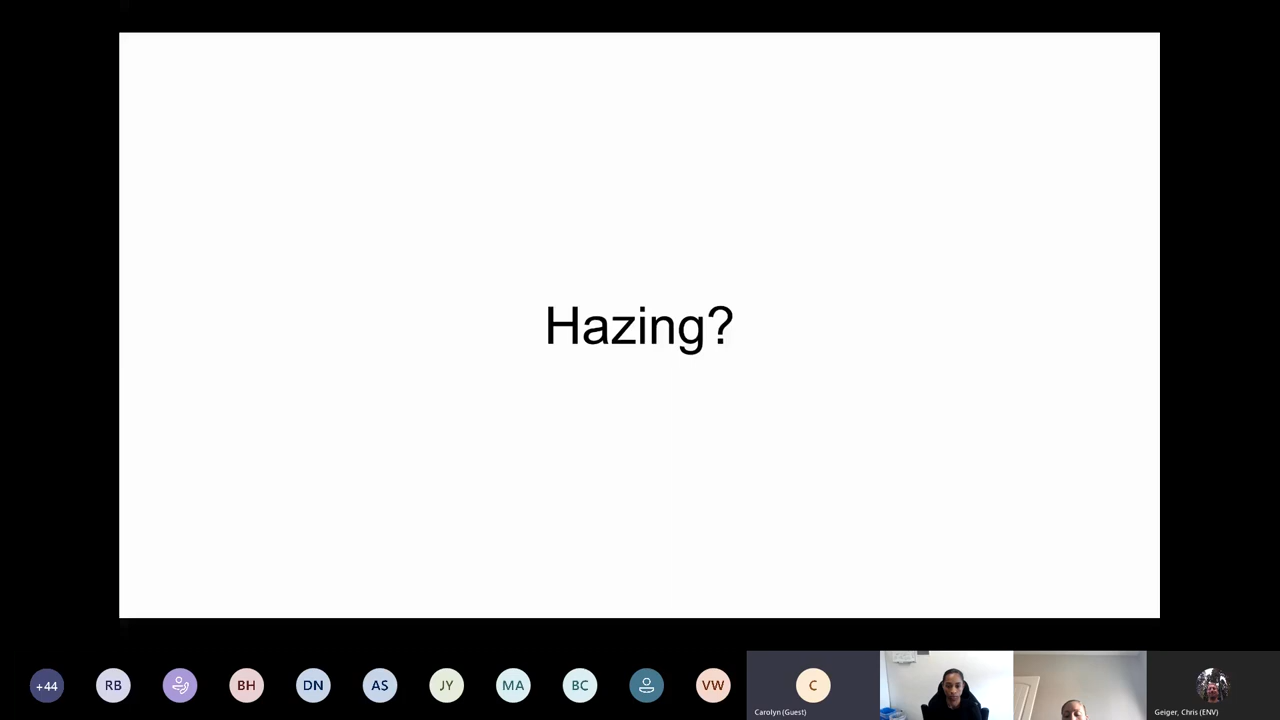 Hazing?
+44
RB
BH
DN
AS
JY
MA
BC
VW
C
Carolyn (Guest)
Geiger, Chris (ENV)